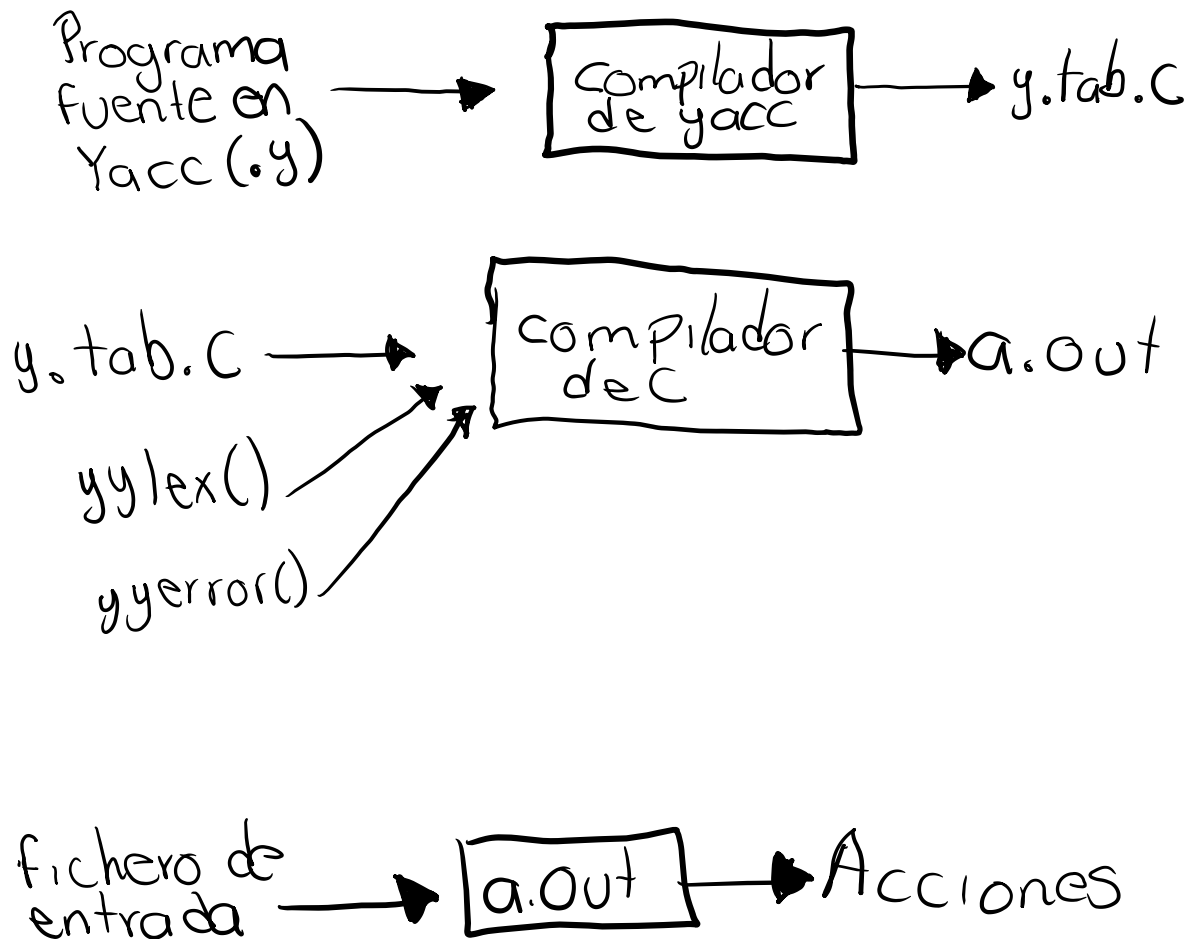 Programa
fuente en
Yacc (.y)
compilador
de yacc
y.tab.c
y.tab.c
yylex()
yyerror()
compilador
de C
a.out
fichero de
entrada
a.out
Acciones